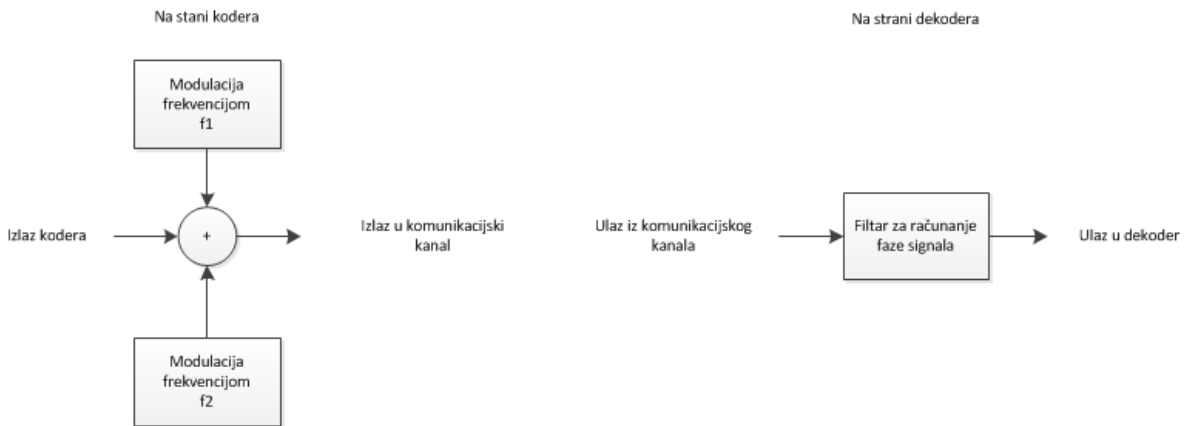 Na stani kodera
Na strani dekodera
Modulacija
frekvencijom
f1
Izlaz kodera
+
Izlaz u komunikacijski
kanal
Ulaz iz komunikacijskog
kanala
Filtar za računanje
faze signala
Ulaz u dekoder
Modulacija
frekvencijom
f2